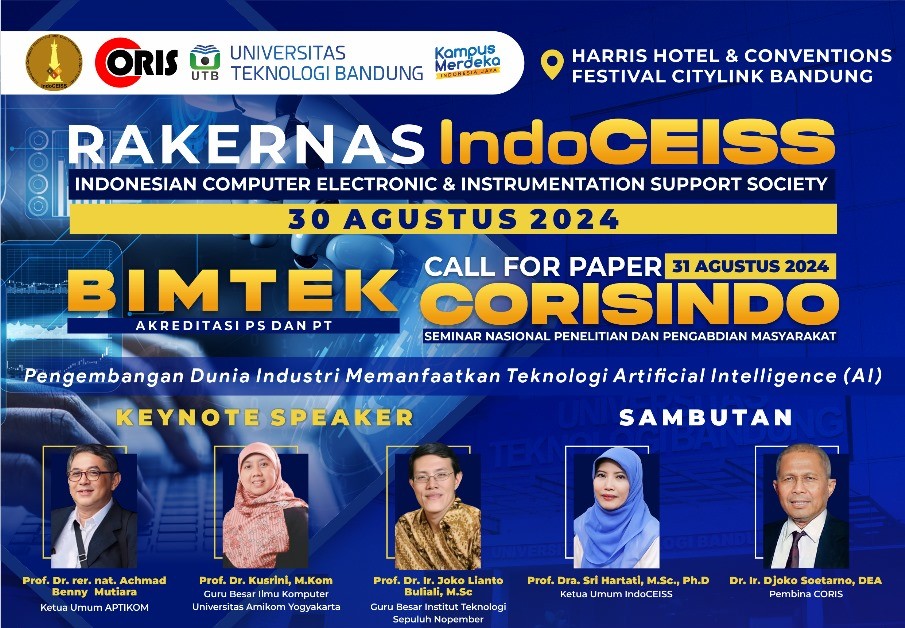 IndoCEISS
CORIS
UTB
UNIVERSITAS
TEKNOLOGI BANDUNG
Kampus
Merdeka
INDONESIA JAYA
HARRIS HOTEL & CONVENTIONS
FESTIVAL CITYLINK BANDUNG
RAKERNAS IndoCEISS
INDONESIAN COMPUTER ELECTRONIC & INSTRUMENTATION SUPPORT SOCIETY
30 AGUSTUS 2024
BIMTEK
AKREDITASI PS DAN PT
CALL FOR PAPER 31 AGUSTUS 2024
CORISINDO
SEMINAR NASIONAL PENELITIAN DAN PENGABDIAN MASYARAKAT
Pengembangan Dunia Industri Memanfaatkan Teknologi Artificial Intelligence (AI)
KEYNOTE SPEAKER
SAMBUTAN
Prof. Dr. rer. nat. Achmad
Benny Mutiara
Ketua Umum APTIKOM
Prof. Dr. Kusrini, M.Kom
Guru Besar Ilmu Komputer
Universitas Amikom Yogyakarta
Prof. Dr. Ir. Joko Lianto
Buliali, M.Sc
Guru Besar Institut Teknologi
Sepuluh Nopember
Prof. Dra. Sri Hartati, M.Sc., Ph.D
Ketua Umum IndoCEISS
Dr. Ir. Djoko Soetarno, DEA
Pembina CORIS